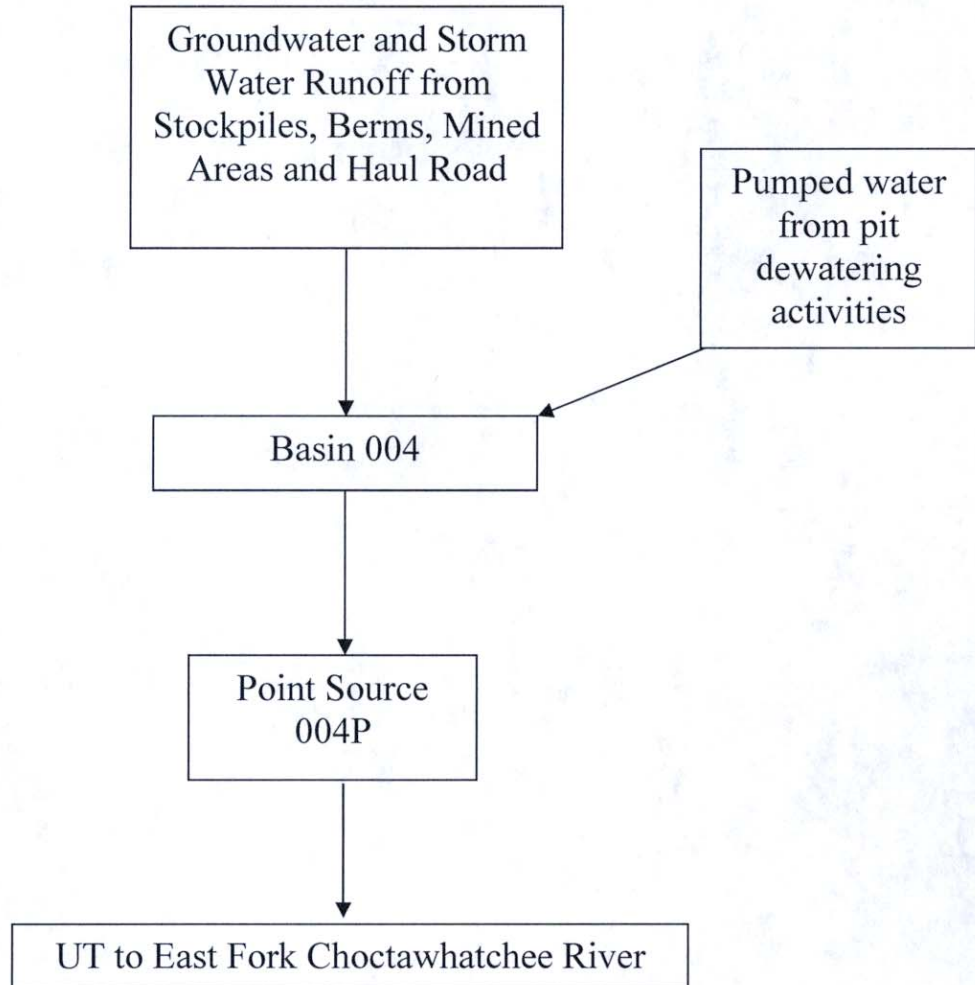 Groundwater and Storm
Water Runoff from
Stockpiles, Berms, Mined
Areas and Haul Road
Pumped water
from pit
dewatering
activities
Basin 004
Point Source
004P
UT to East Fork Choctawhatchee River